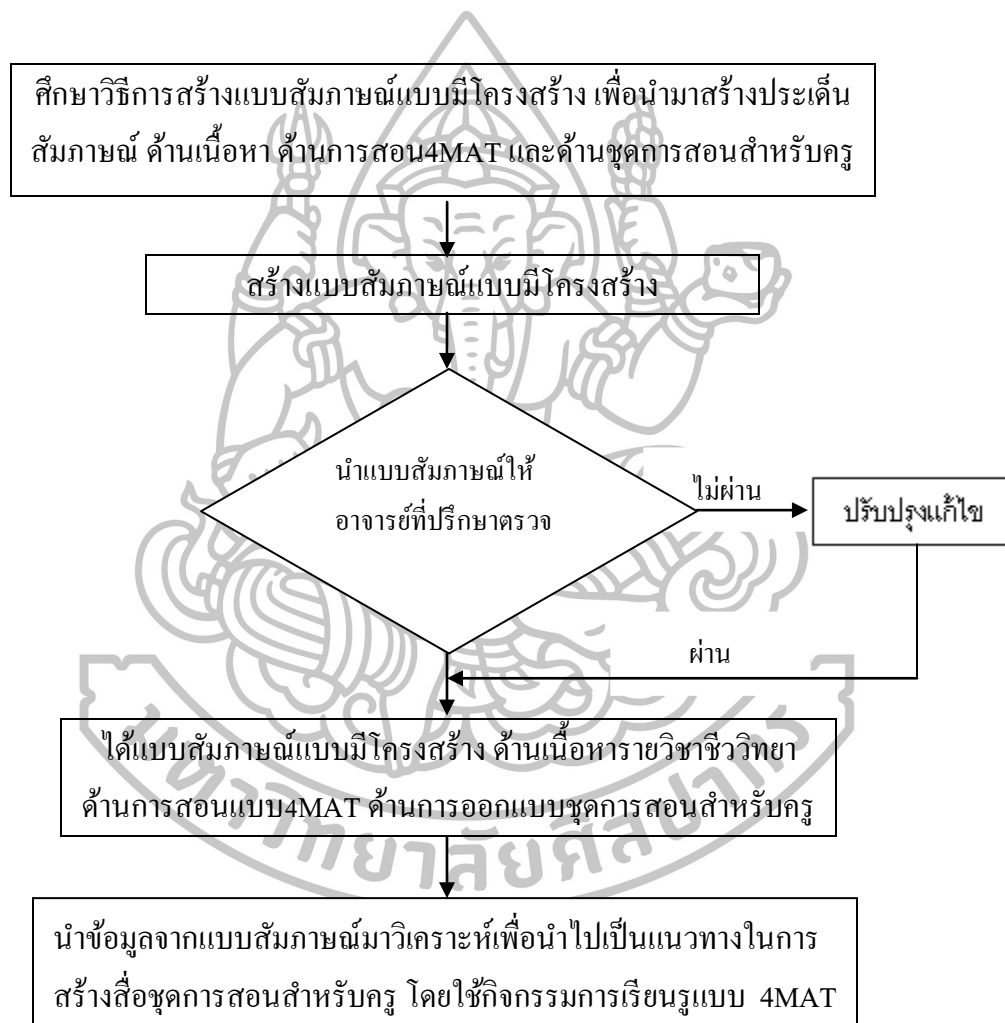 ศึกษาวิธีการสร้างแบบสัมภาษณ์แบบมีโครงสร้าง เพื่อนำมาสร้างประเด็น
สัมภาษณ์ ด้านเนื้อหา ด้านการสอน4MAT และด้านชุดการสอนสำหรับครู
สร้างแบบสัมภาษณ์แบบมีโครงสร้าง
นำแบบสัมภาษณ์ให้
อาจารย์ที่ปรึกษาตรวจ
ไม่ผ่าน
ปรับปรุงแก้ไข
ผ่าน
ได้แบบสัมภาษณ์แบบมีโครงสร้าง ด้านเนื้อหารายวิชาชีววิทยา
ด้านการสอนแบบ4MAT ด้านการออกแบบชุดการสอนสำหรับครู
มหาวิทยาลัยศิลปากร
นำข้อมูลจากแบบสัมภาษณ์มาวิเคราะห์เพื่อนำไปเป็นแนวทางในการ
สร้างสื่อชุดการสอนสำหรับครู โดยใช้กิจกรรมการเรียนรูแบบ 4MAT